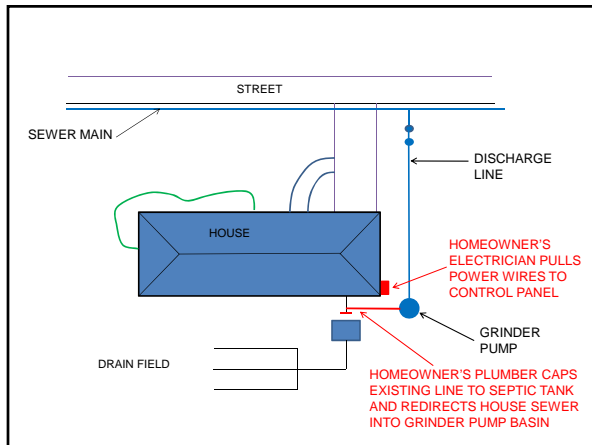 STREET
SEWER MAIN
DISCHARGE
LINE
HOUSE
HOMEOWNER'S
ELECTRICIAN PULLS
POWER WIRES TO
CONTROL PANEL
GRINDER
PUMP
DRAIN FIELD
HOMEOWNER'S PLUMBER CAPS
EXISTING LINE TO SEPTIC TANK
AND REDIRECTS HOUSE SEWER
INTO GRINDER PUMP BASIN